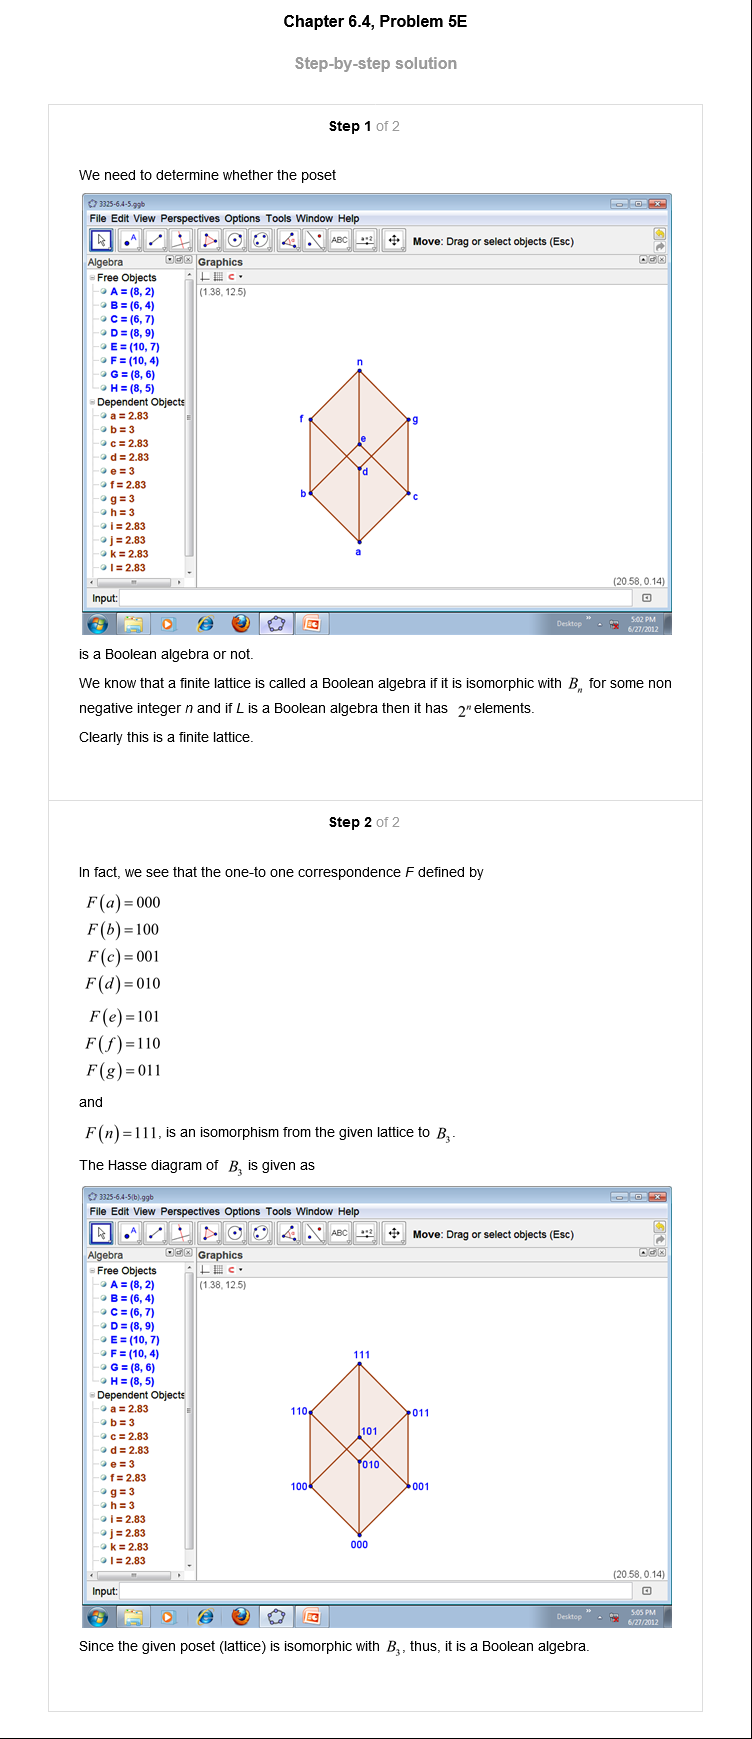 Chapter 6.4, Problem 5E
Step-by-step solution
Step 1 of 2
We need to determine whether the poset
3325-6.4-5.ggb
File Edit View Perspectives Options Tools Window Help
ABC
a=2
Move: Drag or select objects (Esc)
Algebra
Graphics
Free Objects
A = (8, 2)
B = (6, 4)
C = (6, 7)
D = (8, 9)
E = (10, 7)
F = (10, 4)
G = (8, 6)
H = (8, 5)
Dependent Objects
a = 2.83
b = 3
c = 2.83
d = 2.83
e = 3
f = 2.83
g = 3
h = 3
i = 2.83
j = 2.83
k = 2.83
l = 2.83
(1.38, 12.5)
n
f
g
e
d
b
c
a
(20.58, 0.14)
Input:
Desktop »
5:02 PM
6/27/2012
is a Boolean algebra or not.
We know that a finite lattice is called a Boolean algebra if it is isomorphic with Bₙ for some non
negative integer n and if L is a Boolean algebra then it has 2ⁿ elements.
Clearly this is a finite lattice.
Step 2 of 2
In fact, we see that the one-to one correspondence F defined by
F(a)=000
F(b)=100
F(c)=001
F(d)=010
F(e)=101
F(f)=110
F(g)=011
and
F(n)=111, is an isomorphism from the given lattice to B₃.
The Hasse diagram of B₃ is given as
3325-6.4-5(b).ggb
File Edit View Perspectives Options Tools Window Help
ABC
a=2
Move: Drag or select objects (Esc)
Algebra
Graphics
Free Objects
A = (8, 2)
B = (6, 4)
C = (6, 7)
D = (8, 9)
E = (10, 7)
F = (10, 4)
G = (8, 6)
H = (8, 5)
Dependent Objects
a = 2.83
b = 3
c = 2.83
d = 2.83
e = 3
f = 2.83
g = 3
h = 3
i = 2.83
j = 2.83
k = 2.83
l = 2.83
(1.38, 12.5)
111
110
011
101
010
100
001
000
(20.58, 0.14)
Input:
Desktop »
5:05 PM
6/27/2012
Since the given poset (lattice) is isomorphic with B₃, thus, it is a Boolean algebra.